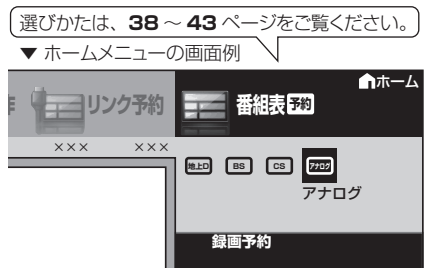 選びかたは、38 ～ 43 ページをご覧ください。
▼ ホームメニューの画面例
ホーム
リンク予約
番組表 予約
××× ×××
地上D BS CS アナログ
アナログ
録画予約